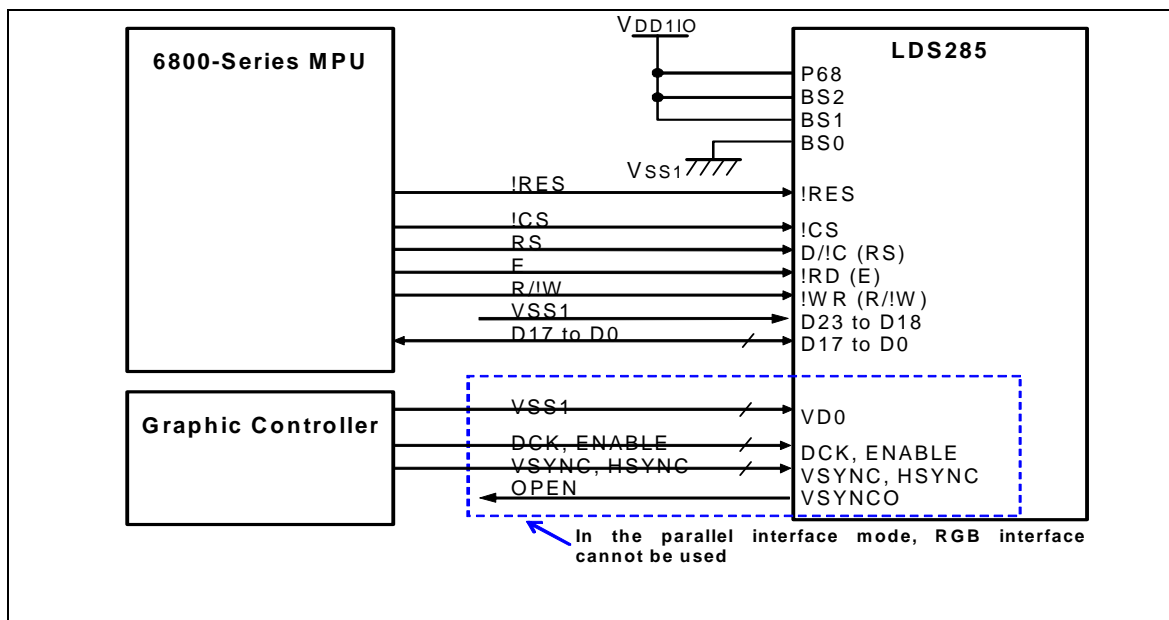 VDD1IO
6800-Series MPU
LDS285
P68
BS2
BS1
BS0
VSS1
!RES
!RES
!CS
!CS
RS
D/!C (RS)
E
!RD (E)
R/!W
!WR (R/!W)
VSS1
D23 to D18
D17 to D0
D17 to D0
Graphic Controller
VSS1
VD0
DCK, ENABLE
DCK, ENABLE
VSYNC, HSYNC
VSYNC, HSYNC
OPEN
VSYNCO
In the parallel interface mode, RGB interface
cannot be used